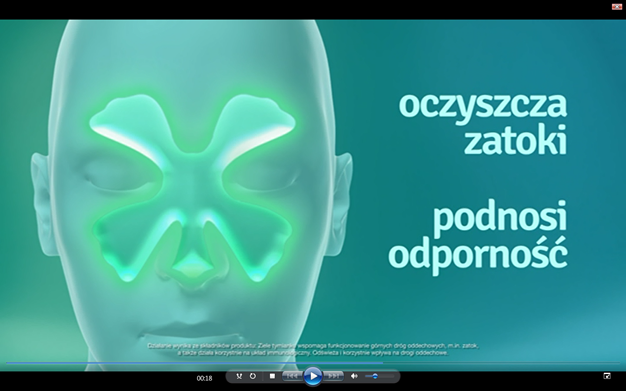 oczyszcza
zatoki
podnosi
odporność
Działanie wynika ze składników produktu: Ziele tymianku wspomaga funkcjonowanie górnych dróg oddechowych, m.in. zatok,
a także działa korzystnie na układ immunologiczny. Odświeża i korzystnie wpływa na drogi oddechowe.
00:18